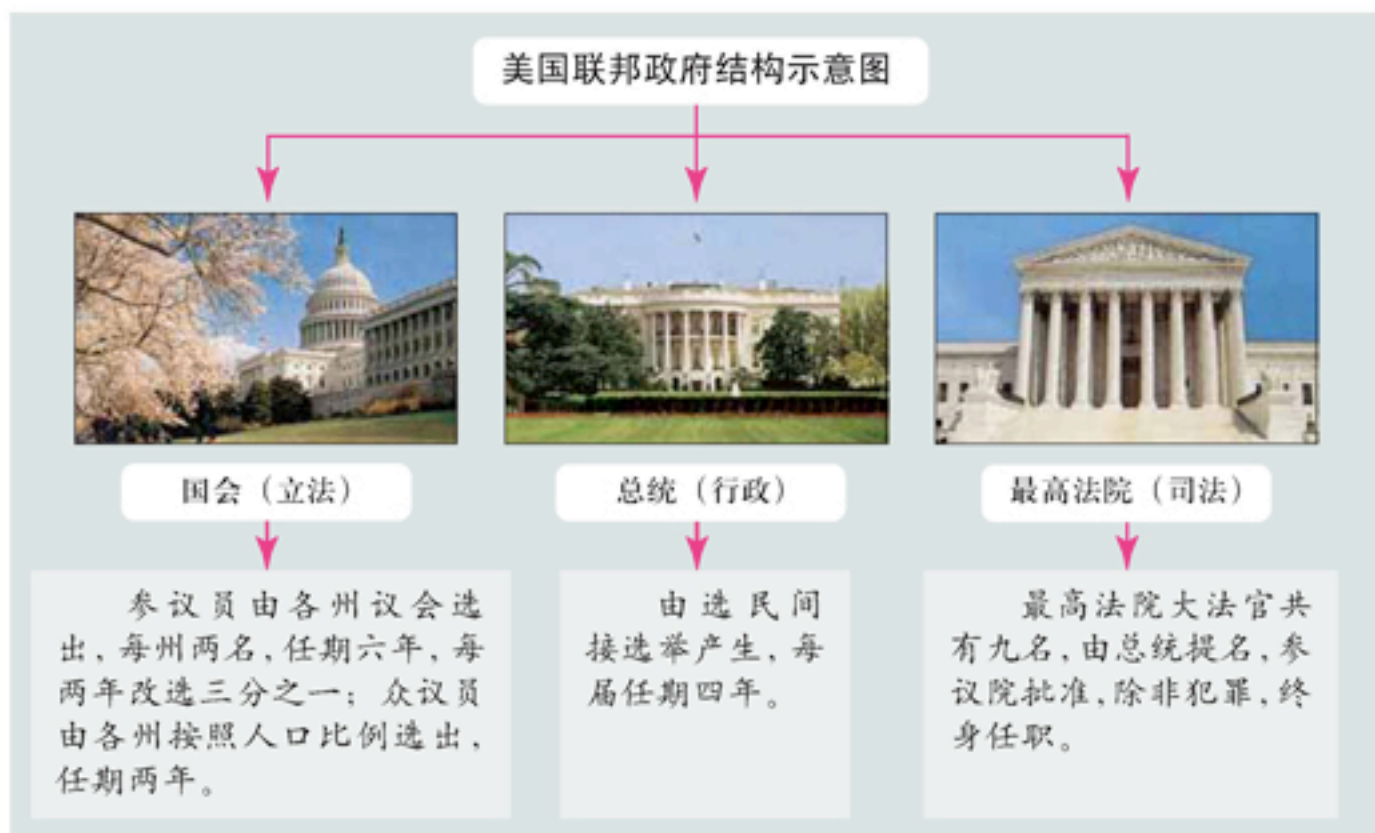 美国联邦政府结构示意图
国会（立法）
参议员由各州议会选
出，每州两名，任期六年，每
两年改选三分之一；众议员
由各州按照人口比例选出，
任期两年。
总统（行政）
由选民间
接选举产生，每
届任期四年。
最高法院（司法）
最高法院大法官共
有九名，由总统提名，参
议院批准，除非犯罪，终
身任职。